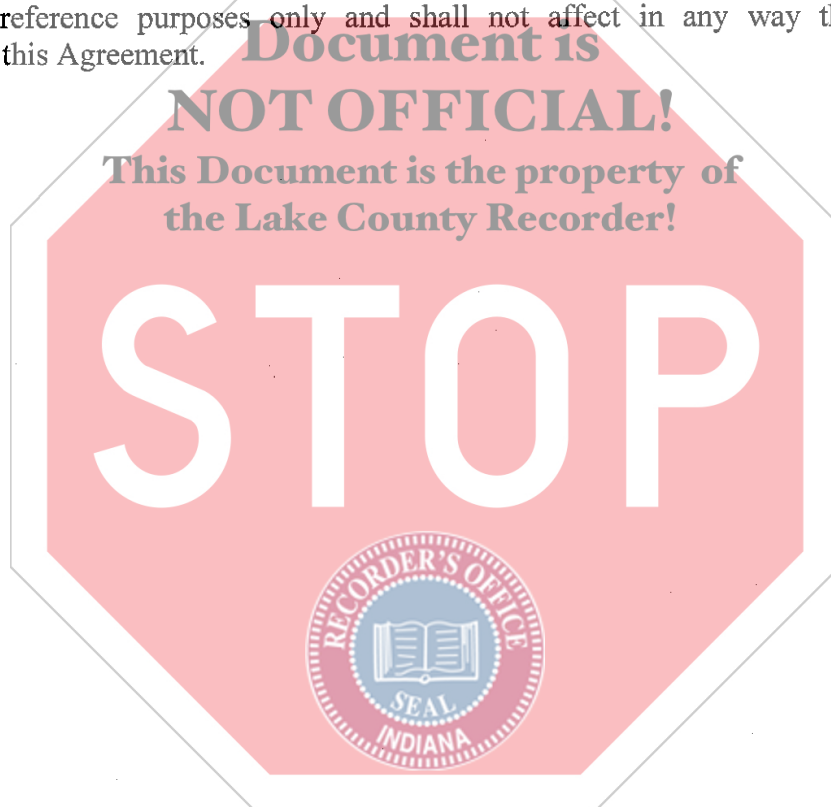 reference purposes only and shall not affect in any way
this Agreement.
Document is
NOT OFFICIAL!
This Document is the property of
the Lake County Recorder!
STOP
RECORDER'S OFFICE
SEAL
INDIANA